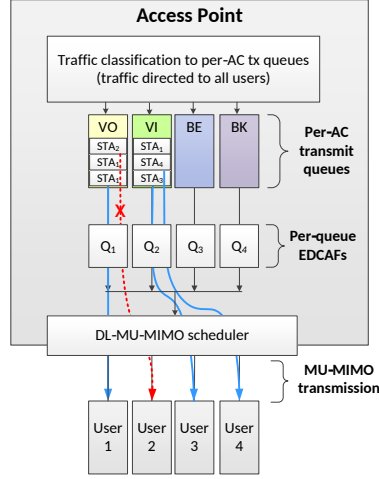 Access Point
Traffic classification to per-AC tx queues
(traffic directed to all users)
VO VI BE BK
STA₂ STA₁
STA₁ STA₄
STA₁ STA₃
Per-AC
transmit
queues
X
Q₁ Q₂ Q₃ Q₄
Per-queue
EDCAFs
DL-MU-MIMO scheduler
MU-MIMO
transmission
User User User User
1 2 3 4